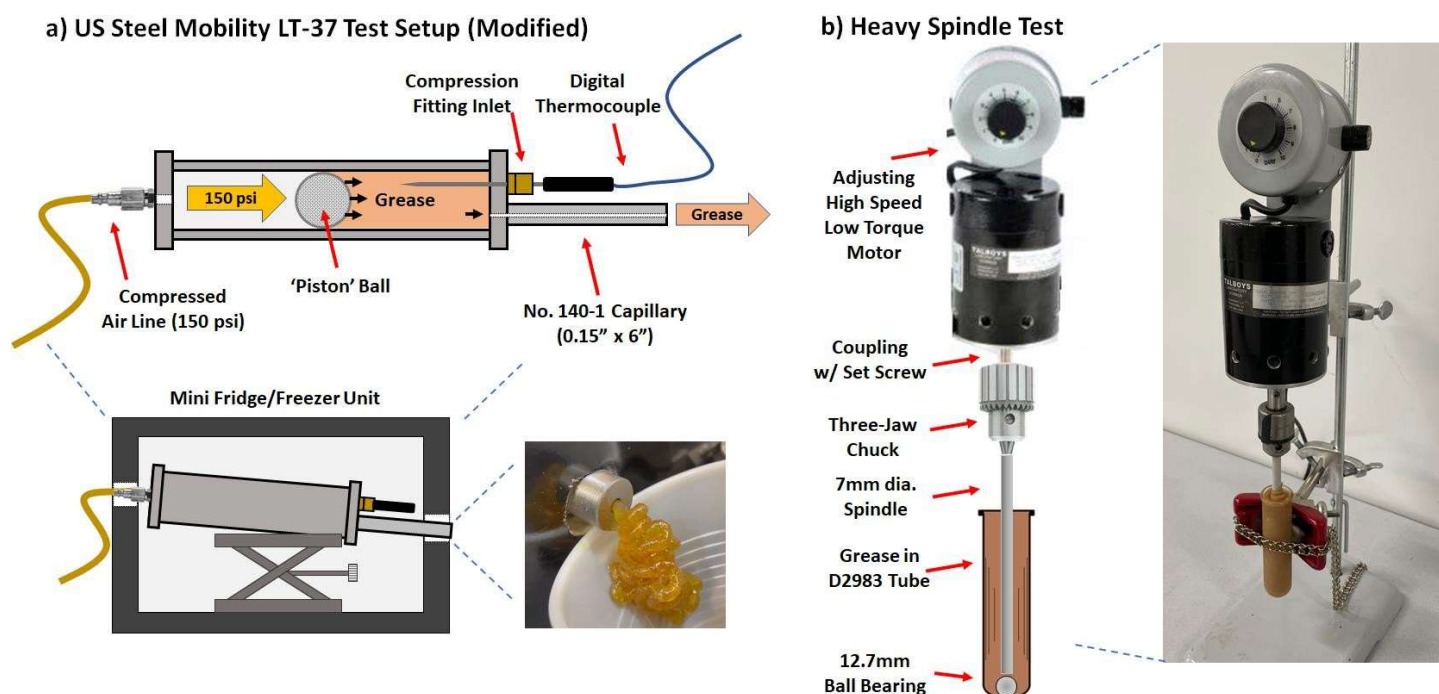 a) US Steel Mobility LT-37 Test Setup (Modified)
Compression
Fitting Inlet
Digital
Thermocouple
150 psi
Grease
Grease
Compressed
Air Line (150 psi)
'Piston' Ball
No. 140-1 Capillary
(0.15” x 6”)
Mini Fridge/Freezer Unit
b) Heavy Spindle Test
Adjusting
High Speed
Low Torque
Motor
TALBOYS
Coupling
w/ Set Screw
Three-Jaw
Chuck
7mm dia.
Spindle
Grease in
D2983 Tube
12.7mm
Ball Bearing
TALBOYS